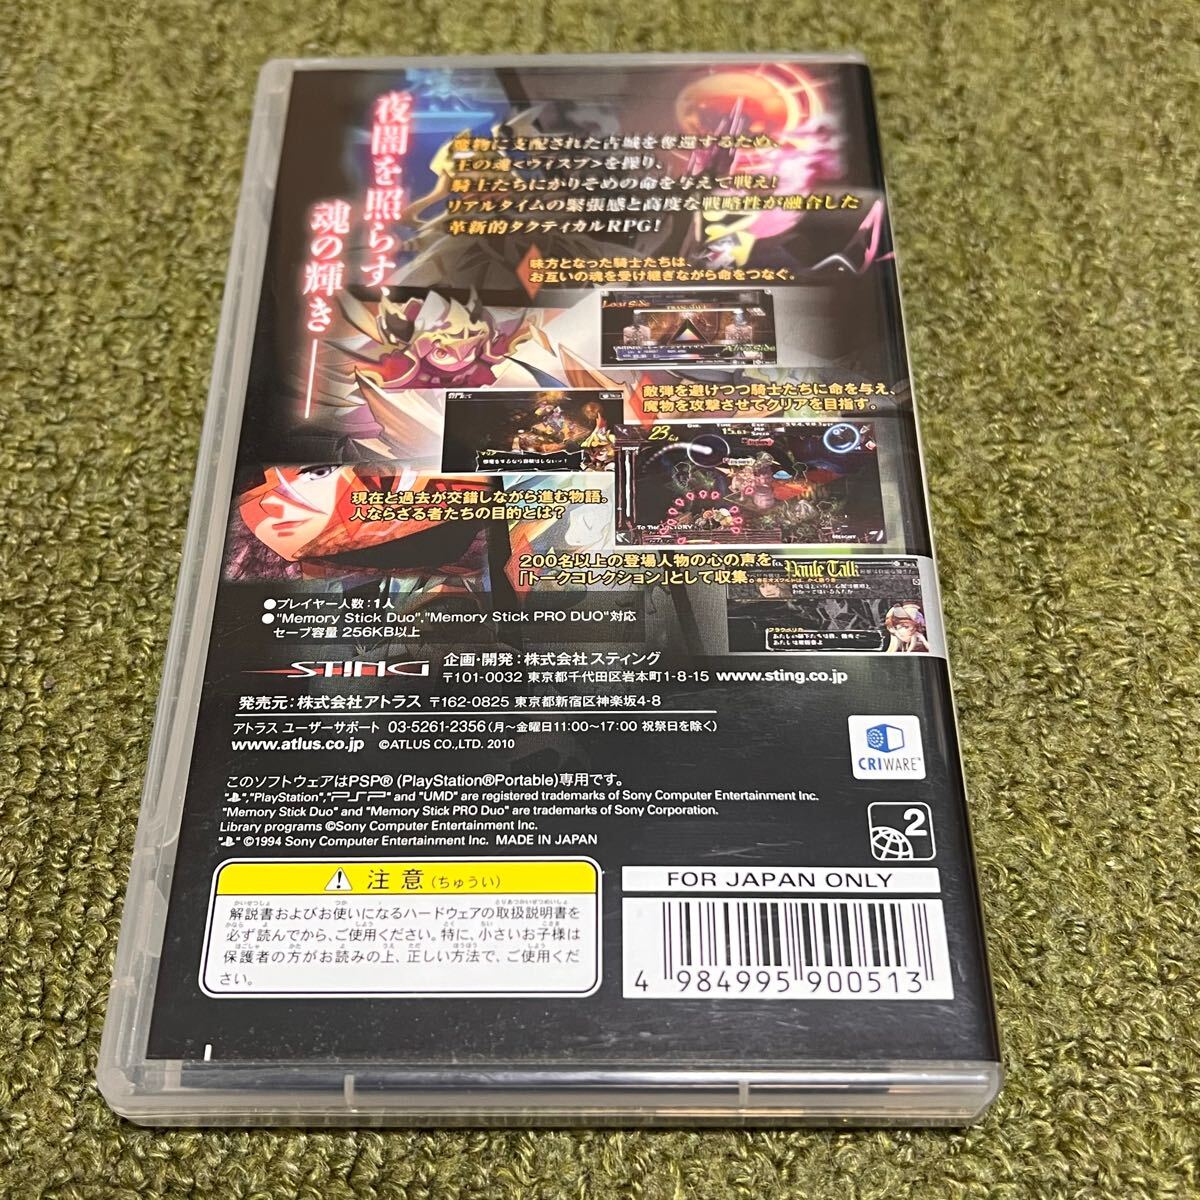 夜闇を照らす、
魂の輝き――
魔物に支配された古城を奪還するため、
王の魂<ウィスプ>を操り、
騎士たちにかりそめの命を与えて戦え!
リアルタイムの緊張感と高度な戦略性が融合した
革新的タクティカルRPG!
味方となった騎士たちは、
お互いの魂を受け継ぎながら命をつなぐ。
敵弾を避けつつ騎士たちに命を与え、
魔物を攻撃させてクリアを目指す。
現在と過去が交錯しながら進む物語。
人ならざる者たちの目的とは?
200名以上の登場人物の心の声を
「トークコレクション」として収集。
●プレイヤー人数:1人
●"Memory Stick Duo","Memory Stick PRO DUO"対応
セーブ容量 256KB以上
STING 企画・開発:株式会社 スティング
〒101-0032 東京都千代田区岩本町1-8-15 www.sting.co.jp
発売元:株式会社アトラス 〒162-0825 東京都新宿区神楽坂4-8
アトラス ユーザーサポート 03-5261-2356(月~金曜日11:00~17:00 祝祭日を除く)
www.atlus.co.jp ©ATLUS CO.,LTD. 2010
CRIWARE™
このソフトウェアはPSP®(PlayStation®Portable)専用です。
"","PlayStation","PSP" and "UMD" are registered trademarks of Sony Computer Entertainment Inc.
"Memory Stick Duo" and "Memory Stick PRO Duo" are trademarks of Sony Corporation.
Library programs ©Sony Computer Entertainment Inc.
"" ©1994 Sony Computer Entertainment Inc. MADE IN JAPAN
2
注意(ちゅうい)
解説書およびお使いになるハードウェアの取扱説明書を
必ず読んでから、ご使用ください。特に、小さいお子様は
保護者の方がお読みの上、正しい方法で、ご使用くだ
さい。
FOR JAPAN ONLY
4 984995 900513